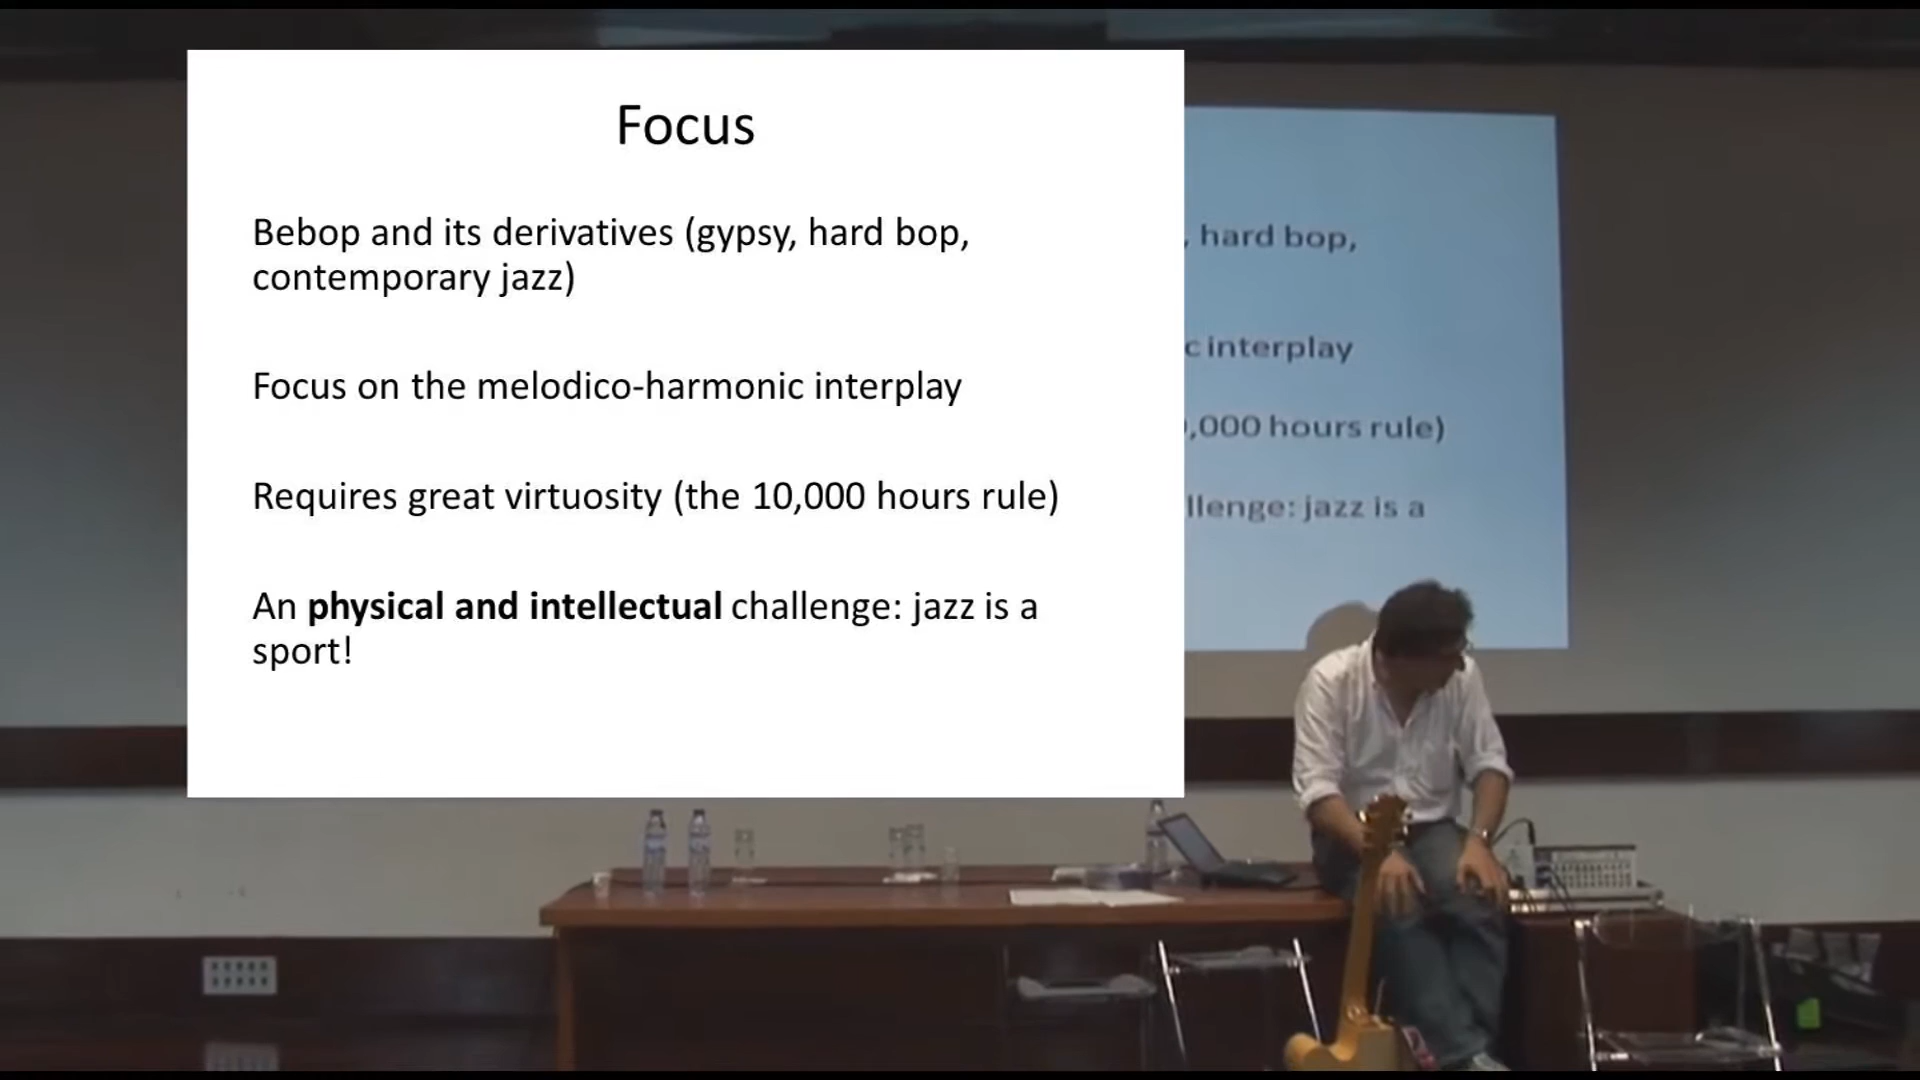 Focus
Bebop and its derivatives (gypsy, hard bop,
contemporary jazz)
Focus on the melodico-harmonic interplay
Requires great virtuosity (the 10,000 hours rule)
An physical and intellectual challenge: jazz is a
sport!
, hard bop,
c interplay
,000 hours rule)
llenge: jazz is a